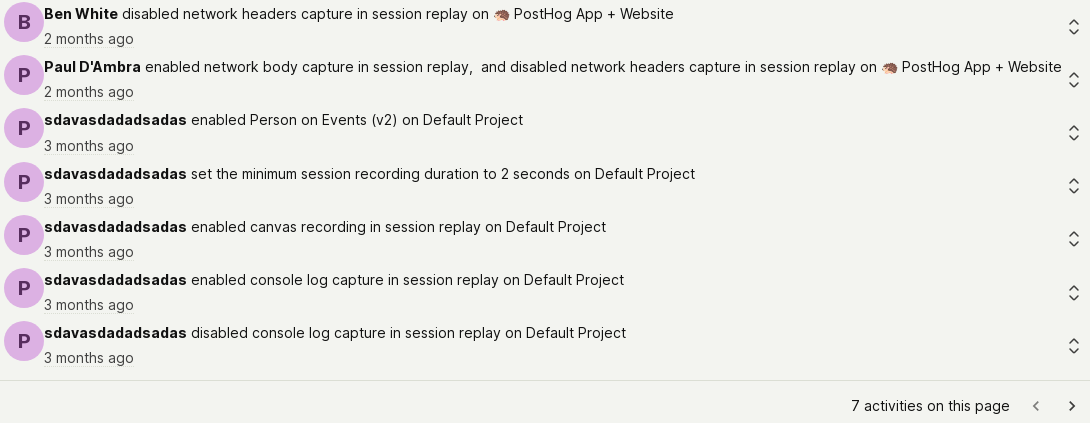 B
Ben White disabled network headers capture in session replay on 🦔 PostHog App + Website
2 months ago
P
Paul D'Ambra enabled network body capture in session replay,  and disabled network headers capture in session replay on 🦔 PostHog App + Website
2 months ago
P
sdavasdadadsadas enabled Person on Events (v2) on Default Project
3 months ago
P
sdavasdadadsadas set the minimum session recording duration to 2 seconds on Default Project
3 months ago
P
sdavasdadadsadas enabled canvas recording in session replay on Default Project
3 months ago
P
sdavasdadadsadas enabled console log capture in session replay on Default Project
3 months ago
P
sdavasdadadsadas disabled console log capture in session replay on Default Project
3 months ago
7 activities on this page